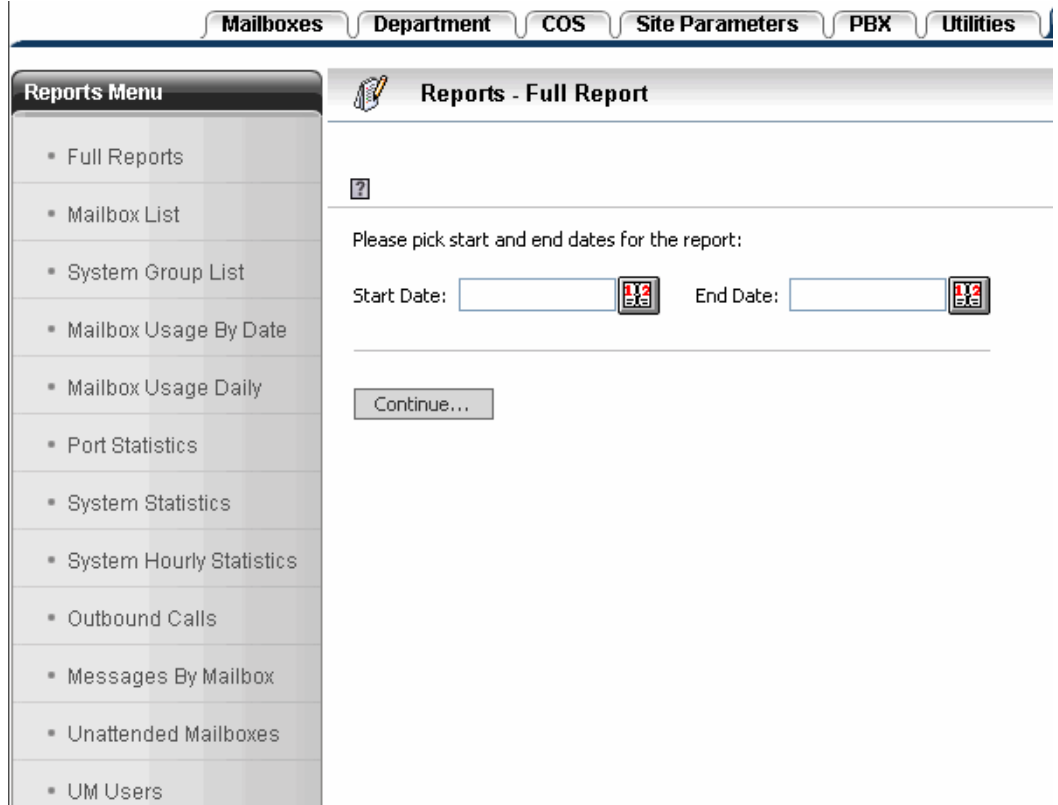 Mailboxes Department COS Site Parameters PBX Utilities
Reports Menu
Reports - Full Report
Full Reports
Mailbox List
System Group List
Mailbox Usage By Date
Mailbox Usage Daily
Port Statistics
System Statistics
System Hourly Statistics
Outbound Calls
Messages By Mailbox
Unattended Mailboxes
UM Users
?
Please pick start and end dates for the report:
Start Date: End Date:
Continue...